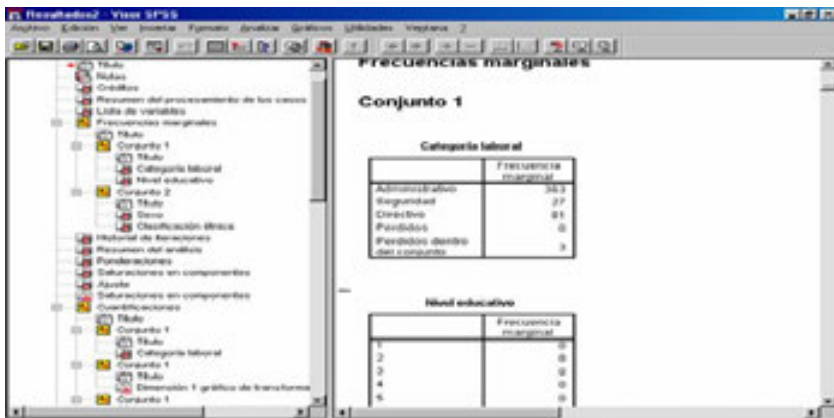 Resultados2 - Visor SPSS
Archivo Edición Ver Insertar Formato Analizar Gráficos Utilidades Ventana ?
Título
Notas
Créditos
Resumen del procesamiento de los casos
Lista de variables
Frecuencias marginales
Título
Conjunto 1
Título
Categoría laboral
Nivel educativo
Conjunto 2
Título
Sexo
Clasificación étnica
Historial de iteraciones
Resumen del análisis
Ponderaciones
Saturaciones en componentes
Ajuste
Saturaciones en componentes
Cuantificaciones
Título
Conjunto 1
Título
Categoría laboral
Conjunto 1
Título
Dimensión 1 gráfico de transforma
Conjunto 1
Frecuencias marginales
Conjunto 1
Categoría laboral
Frecuencia marginal
Administrativo 363
Seguridad 27
Directivo 81
Perdidos 0
Perdidos dentro del conjunto 3
Nivel educativo
Frecuencia marginal
1 0
2 0
3 0
4 0
5 0